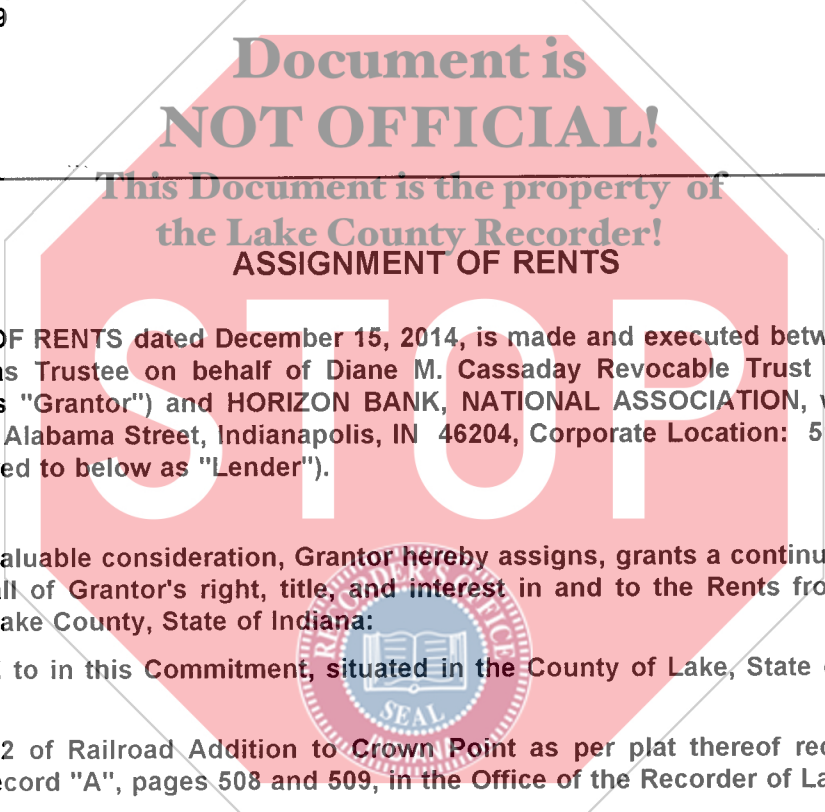 9
Document is
NOT OFFICIAL!
This Document is the property of
the Lake County Recorder!
ASSIGNMENT OF RENTS
STOP
OF RENTS dated December 15, 2014, is made and executed betw
as Trustee on behalf of Diane M. Cassaday Revocable Trust
s "Grantor") and HORIZON BANK, NATIONAL ASSOCIATION,
Alabama Street, Indianapolis, IN 46204, Corporate Location: 5
ed to below as "Lender").
aluable consideration, Grantor hereby assigns, grants a continu
all of Grantor's right, title, and interest in and to the Rents fro
ake County, State of Indiana:
to in this Commitment, situated in the County of Lake, State
2 of Railroad Addition to Crown Point as per plat thereof rec
ecord "A", pages 508 and 509, in the Office of the Recorder of La
RECORDER'S OFFICE
SEAL
INDIANA